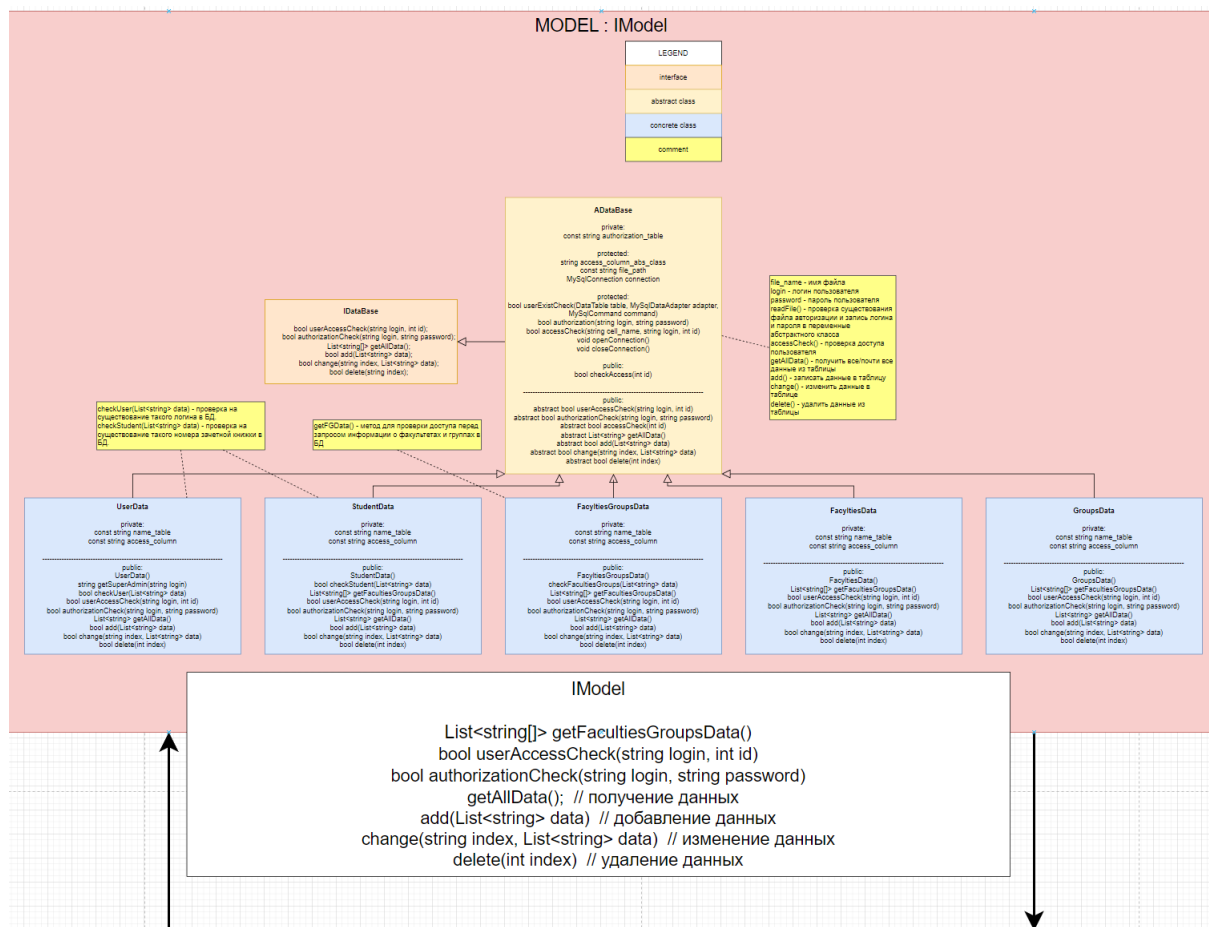 MODEL : IModel
LEGEND
interface
abstract class
concrete class
comment
ADataBase
private:
const string authorization_table
protected:
string access_column_abs_class
const string file_path
MySqlConnection connection
protected:
bool userExistCheck(DataTable table, MySqlDataAdapter adapter,
MySqlCommand command)
bool authorization(string login, string password)
bool accessCheck(string cell_name, string login, int id)
void openConnection()
void closeConnection()
public:
bool checkAccess(int id)
public:
abstract bool userAccessCheck(string login, int id)
abstract bool authorizationCheck(string login, string password)
abstract bool accessCheck(int id)
abstract List<string> getAllData()
abstract bool add(List<string> data)
abstract bool change(string index, List<string> data)
abstract bool delete(int index)
IDataBase
bool userAccessCheck(string login, int id);
bool authorizationCheck(string login, string password);
List<string[]> getAllData();
bool add(List<string> data);
bool change(string index, List<string> data);
bool delete(string index);
file_name - имя файла
login - логин пользователя
password - пароль пользователя
readFile() - проверка существования
файла авторизации и запись логина
и пароля в переменные
абстрактного класса
accessCheck() - проверка доступа
пользователя
getAllData() - получить все/почти все
данные из таблицы
add() - записать данные в таблицу
change() - изменить данные в
таблице
delete() - удалить данные из
таблицы
checkUser(List<string> data) - проверка на
существование такого логина в БД.
checkStudent(List<string> data) - проверка на
существование такого номера зачетной книжки в
БД
getFGData() - метод для проверки доступа перед
запросом информации о факультетах и группах в
БД
UserData
private:
const string name_table
const string access_column
public:
UserData()
string getSuperAdmin(string login)
bool checkUser(List<string> data)
bool userAccessCheck(string login, int id)
bool authorizationCheck(string login, string password)
List<string> getAllData()
bool add(List<string> data)
bool change(string index, List<string> data)
bool delete(int index)
StudentData
private:
const string name_table
const string access_column
public:
StudentData()
bool checkStudent(List<string> data)
List<string[]> getFacultiesGroupsData()
bool userAccessCheck(string login, int id)
bool authorizationCheck(string login, string password)
List<string> getAllData()
bool add(List<string> data)
bool change(string index, List<string> data)
bool delete(int index)
FacyltiesGroupsData
private:
const string name_table
const string access_column
public:
FacyltiesGroupsData()
checkFacultiesGroups(List<string> data)
List<string[]> getFacultiesGroupsData()
bool userAccessCheck(string login, int id)
bool authorizationCheck(string login, string password)
List<string> getAllData()
bool add(List<string> data)
bool change(string index, List<string> data)
bool delete(int index)
FacyltiesData
private:
const string name_table
const string access_column
public:
FacyltiesData()
List<string[]> getFacultiesGroupsData()
bool userAccessCheck(string login, int id)
bool authorizationCheck(string login, string password)
List<string> getAllData()
bool add(List<string> data)
bool change(string index, List<string> data)
bool delete(int index)
GroupsData
private:
const string name_table
const string access_column
public:
GroupsData()
List<string[]> getFacultiesGroupsData()
bool userAccessCheck(string login, int id)
bool authorizationCheck(string login, string password)
List<string> getAllData()
bool add(List<string> data)
bool change(string index, List<string> data)
bool delete(int index)
IModel
List<string[]> getFacultiesGroupsData()
bool userAccessCheck(string login, int id)
bool authorizationCheck(string login, string password)
getAllData(); // получение данных
add(List<string> data) // добавление данных
change(string index, List<string> data) // изменение данных
delete(int index) // удаление данных